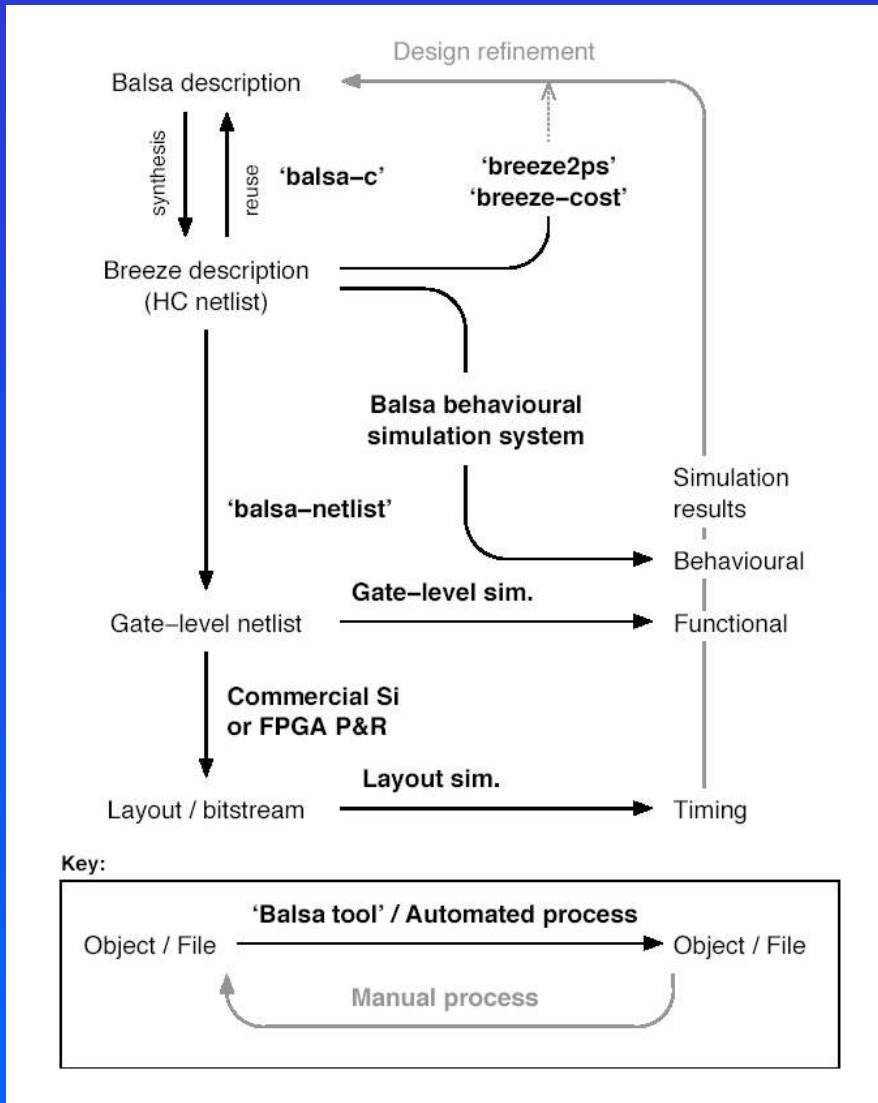 Design refinement
Balsa description
synthesis
reuse
‘balsa–c’
‘breeze2ps’
‘breeze–cost’
Breeze description
(HC netlist)
Balsa behavioural
simulation system
Simulation
results
‘balsa–netlist’
Behavioural
Gate–level sim.
Gate–level netlist
Functional
Commercial Si
or FPGA P&R
Layout sim.
Layout / bitstream
Timing
Key:
‘Balsa tool’ / Automated process
Object / File
Object / File
Manual process